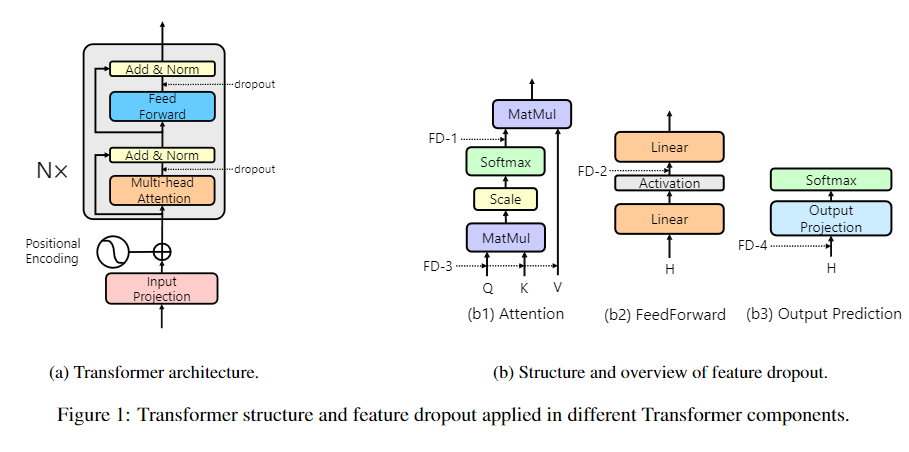 Add & Norm
dropout
Feed
Forward
Add & Norm
dropout
Nx
Multi-head
Attention
Positional
Encoding
Input
Projection
MatMul
FD-1
Softmax
Scale
MatMul
FD-3
Q K V
(b1) Attention
Linear
FD-2
Activation
Linear
H
(b2) FeedForward
Softmax
Output
Projection
FD-4
H
(b3) Output Prediction
(a) Transformer architecture.
(b) Structure and overview of feature dropout.
Figure 1: Transformer structure and feature dropout applied in different Transformer components.